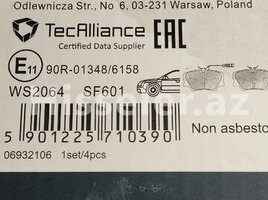 Odlewnicza Str., No 6, 03-231 Warsaw, Poland
TecAlliance
Certified Data Supplier
EAC
E11 90R-01348/6158
WS2064 SF601
5 901225 710390
Non asbesto
06932106 1set/4pcs